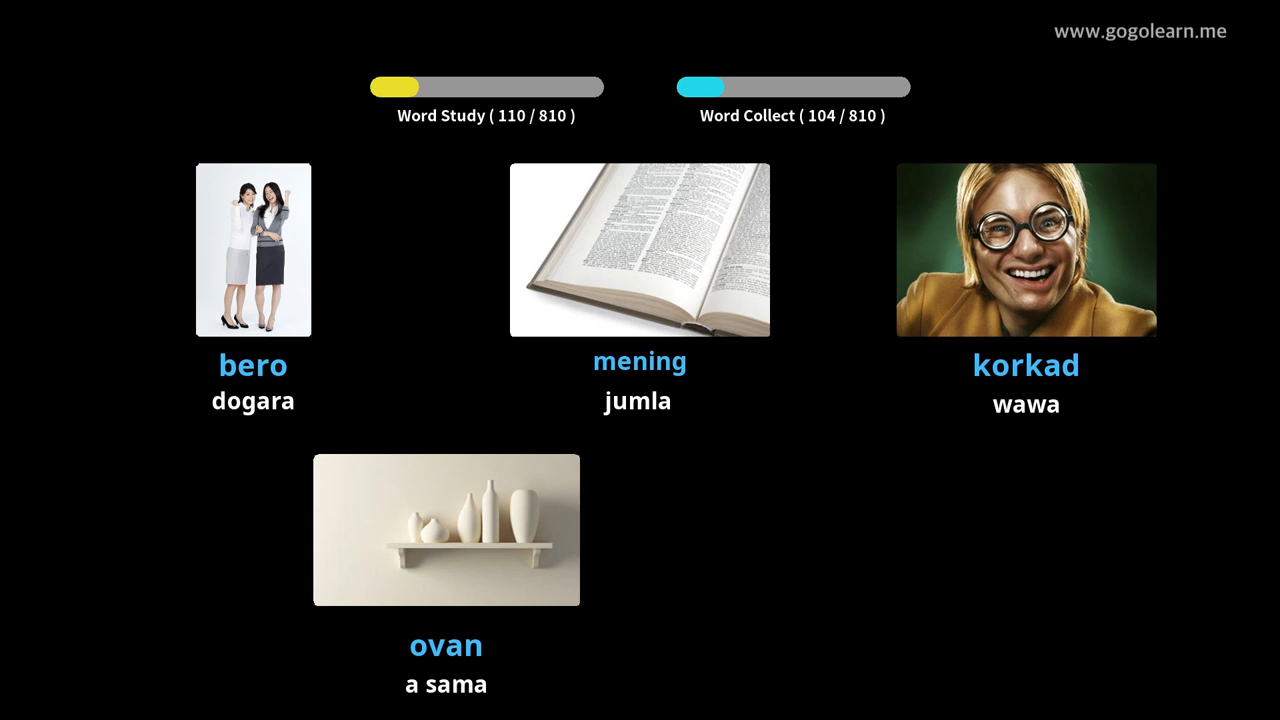 www.gogolearn.me
Word Study ( 110 / 810 )
Word Collect ( 104 / 810 )
bero
dogara
mening
jumla
korkad
wawa
ovan
a sama